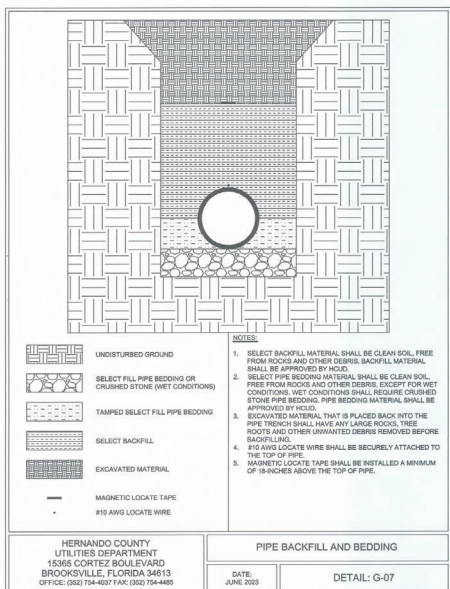 UNDISTURBED GROUND
SELECT FILL PIPE BEDDING OR
CRUSHED STONE (WET CONDITIONS)
TAMPED SELECT FILL PIPE BEDDING
SELECT BACKFILL
EXCAVATED MATERIAL
MAGNETIC LOCATE TAPE
#10 AWG LOCATE WIRE
NOTES:
1. SELECT BACKFILL MATERIAL SHALL BE CLEAN SOIL, FREE
FROM ROCKS AND OTHER DEBRIS. BACKFILL MATERIAL
SHALL BE APPROVED BY HCUD.
2. SELECT PIPE BEDDING MATERIAL SHALL BE CLEAN SOIL,
FREE FROM ROCKS AND OTHER DEBRIS, EXCEPT FOR WET
CONDITIONS. WET CONDITIONS SHALL REQUIRE CRUSHED
STONE PIPE BEDDING. PIPE BEDDING MATERIAL SHALL BE
APPROVED BY HCUD.
3. EXCAVATED MATERIAL THAT IS PLACED BACK INTO THE
PIPE TRENCH SHALL HAVE ANY LARGE ROCKS, TREE
ROOTS AND OTHER UNWANTED DEBRIS REMOVED BEFORE
BACKFILLING.
4. #10 AWG LOCATE WIRE SHALL BE SECURELY ATTACHED TO
THE TOP OF PIPE.
5. MAGNETIC LOCATE TAPE SHALL BE INSTALLED A MINIMUM
OF 18-INCHES ABOVE THE TOP OF PIPE.
HERNANDO COUNTY
UTILITIES DEPARTMENT
15365 CORTEZ BOULEVARD
BROOKSVILLE, FLORIDA 34613
OFFICE: (352) 754-4037 FAX: (352) 754-4485
PIPE BACKFILL AND BEDDING
DATE:
JUNE 2023
DETAIL: G-07